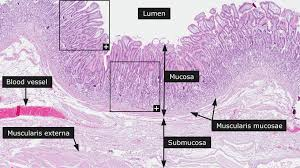 Lumen
Mucosa
Blood vessel
Muscularis externa
Muscularis mucosae
Submucosa